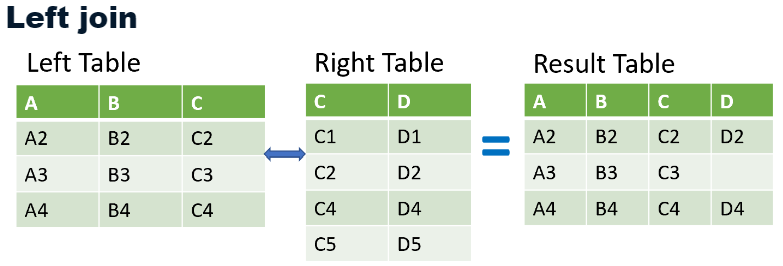 Left join
Left Table
A B C
A2 B2 C2
A3 B3 C3
A4 B4 C4
Right Table
C D
C1 D1
C2 D2
C4 D4
C5 D5
=
Result Table
A B C D
A2 B2 C2 D2
A3 B3 C3
A4 B4 C4 D4